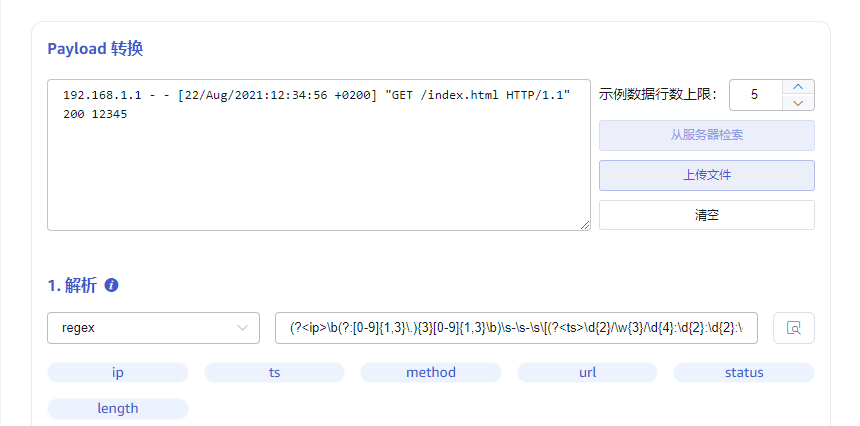 Payload 转换
192.168.1.1 - - [22/Aug/2021:12:34:56 +0200] "GET /index.html HTTP/1.1"
200 12345
示例数据行数上限： 5
从服务器检索
上传文件
清空
1. 解析
regex
(?<ip>\b(?:[0-9]{1,3}\.){3}[0-9]{1,3}\b)\s-\s-\s\[(?<ts>\d{2}/\w{3}/\d{4}:\d{2}:\d{2}:\
ip
ts
method
url
status
length